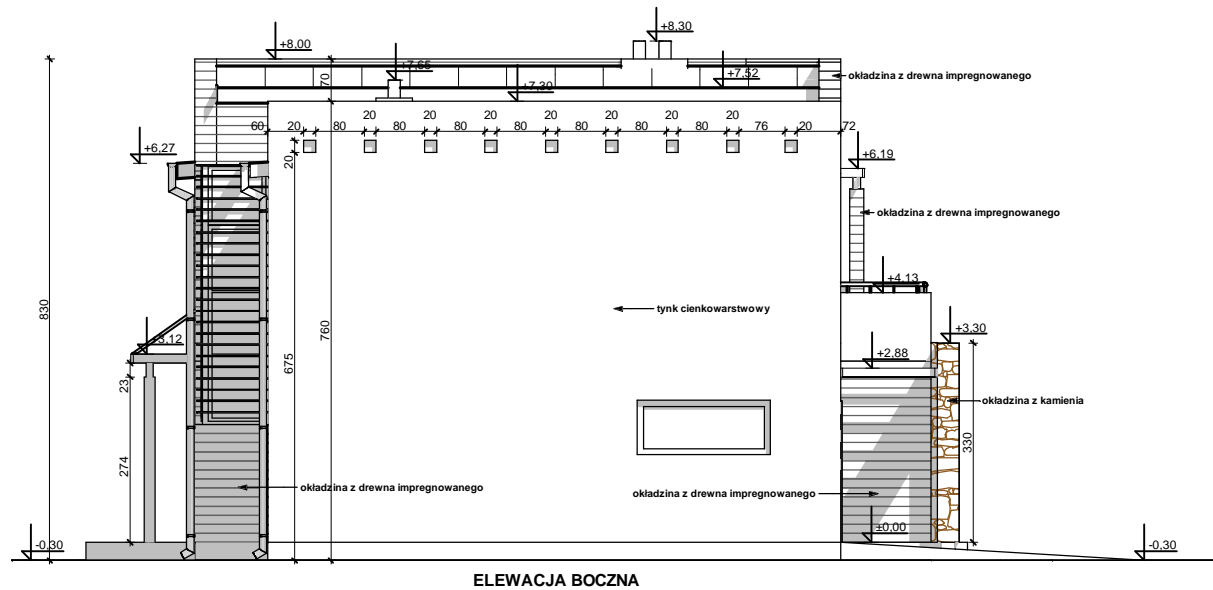 +8,30
+8,00
+7,65
+7,52
70
okładzina z drewna impregnowanego
+7,30
20 20 20 20 20 20 20
60 20 80 80 80 80 80 80 80 76 20 72
+6,27
20
+6,19
okładzina z drewna impregnowanego
+4,13
830
tynk cienkowarstwowy
+3,12
760
+3,30
675
+2,88
23
okładzina z kamienia
330
274
okładzina z drewna impregnowanego
okładzina z drewna impregnowanego
±0,00
-0,30
-0,30
ELEWACJA BOCZNA